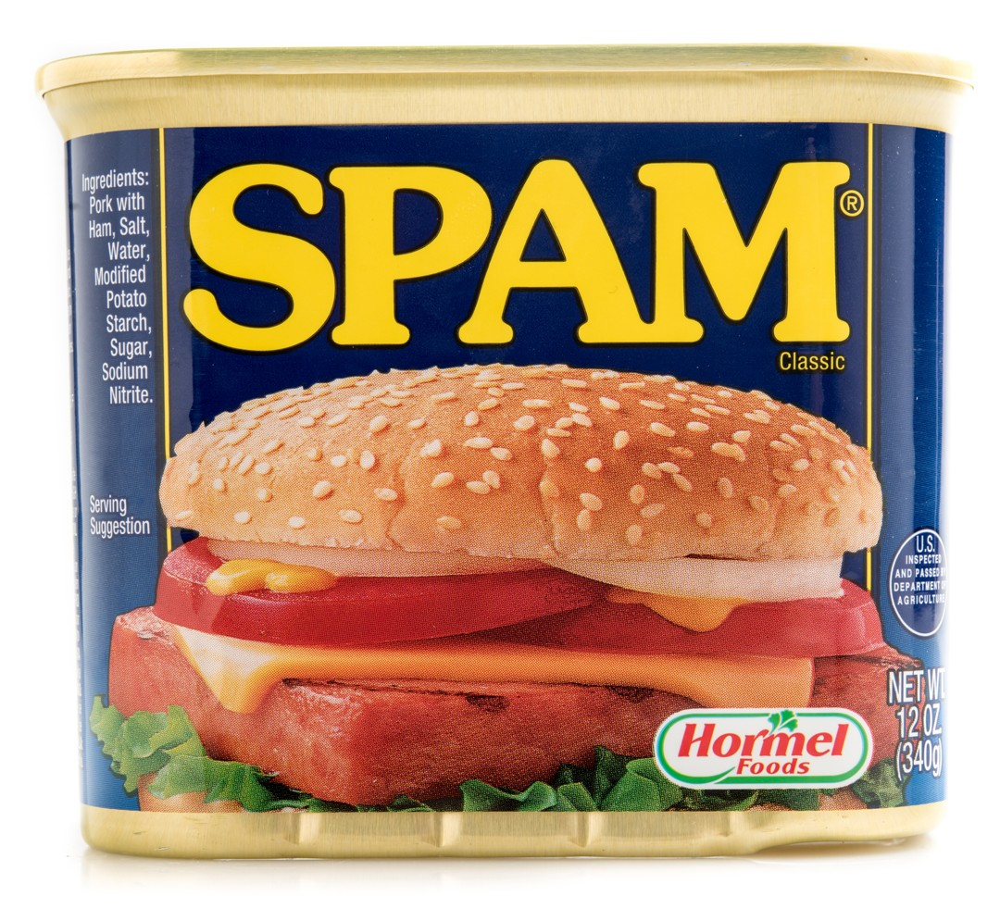 SPAM®
Classic
Ingredients:
Pork with
Ham, Salt,
Water,
Modified
Potato
Starch,
Sugar,
Sodium
Nitrite.
Serving
Suggestion
U.S.
INSPECTED
AND PASSED BY
DEPARTMENT OF
AGRICULTURE
NET WT.
12 OZ.
(340g)
Hormel
Foods